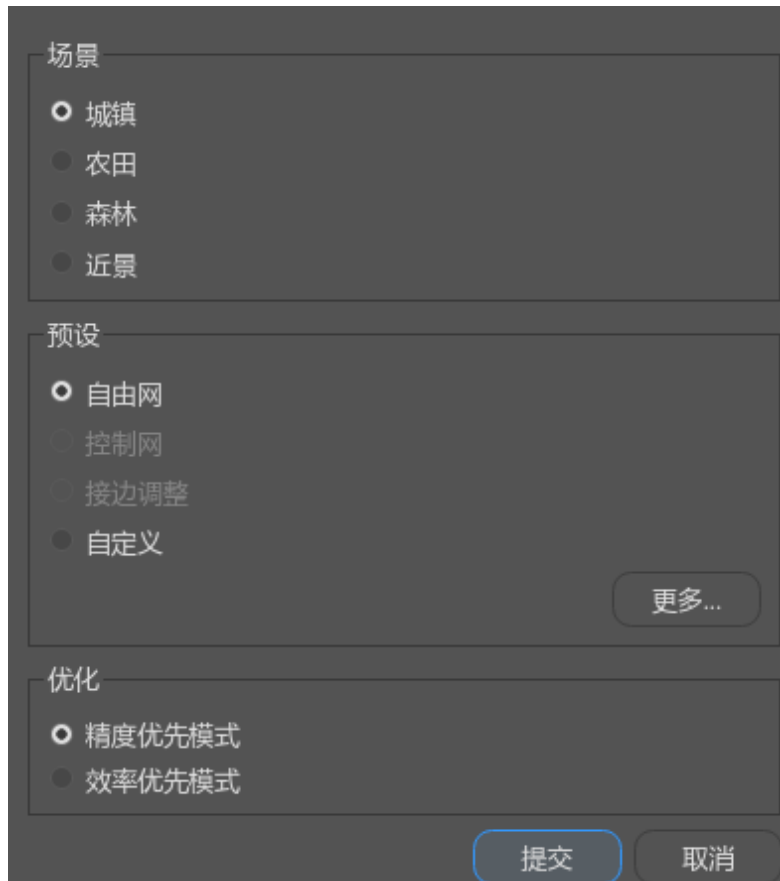 场景
城镇
农田
森林
近景
预设
自由网
控制网
接边调整
自定义
更多...
优化
精度优先模式
效率优先模式
提交
取消